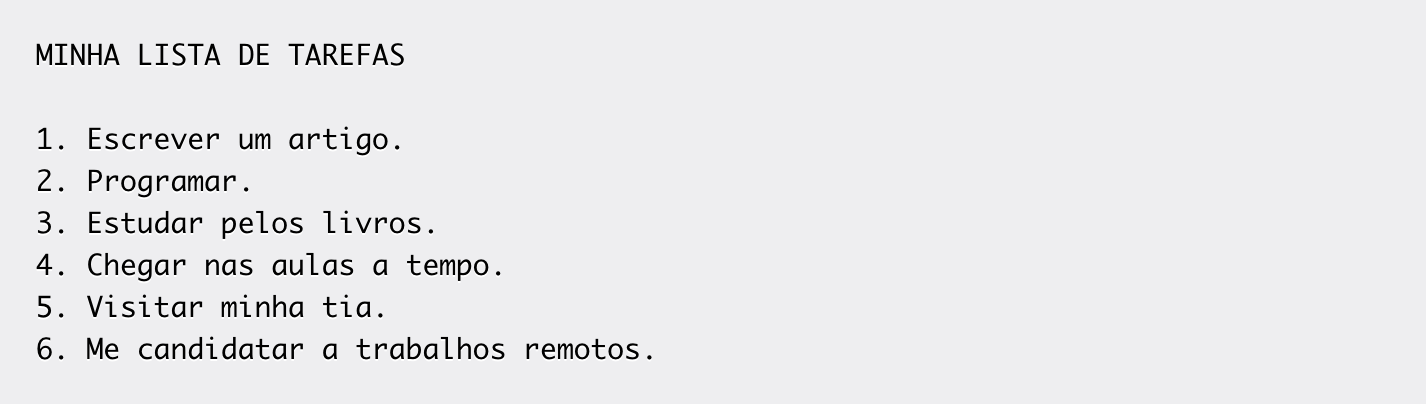 MINHA LISTA DE TAREFAS
1. Escrever um artigo.
2. Programar.
3. Estudar pelos livros.
4. Chegar nas aulas a tempo.
5. Visitar minha tia.
6. Me candidatar a trabalhos remotos.